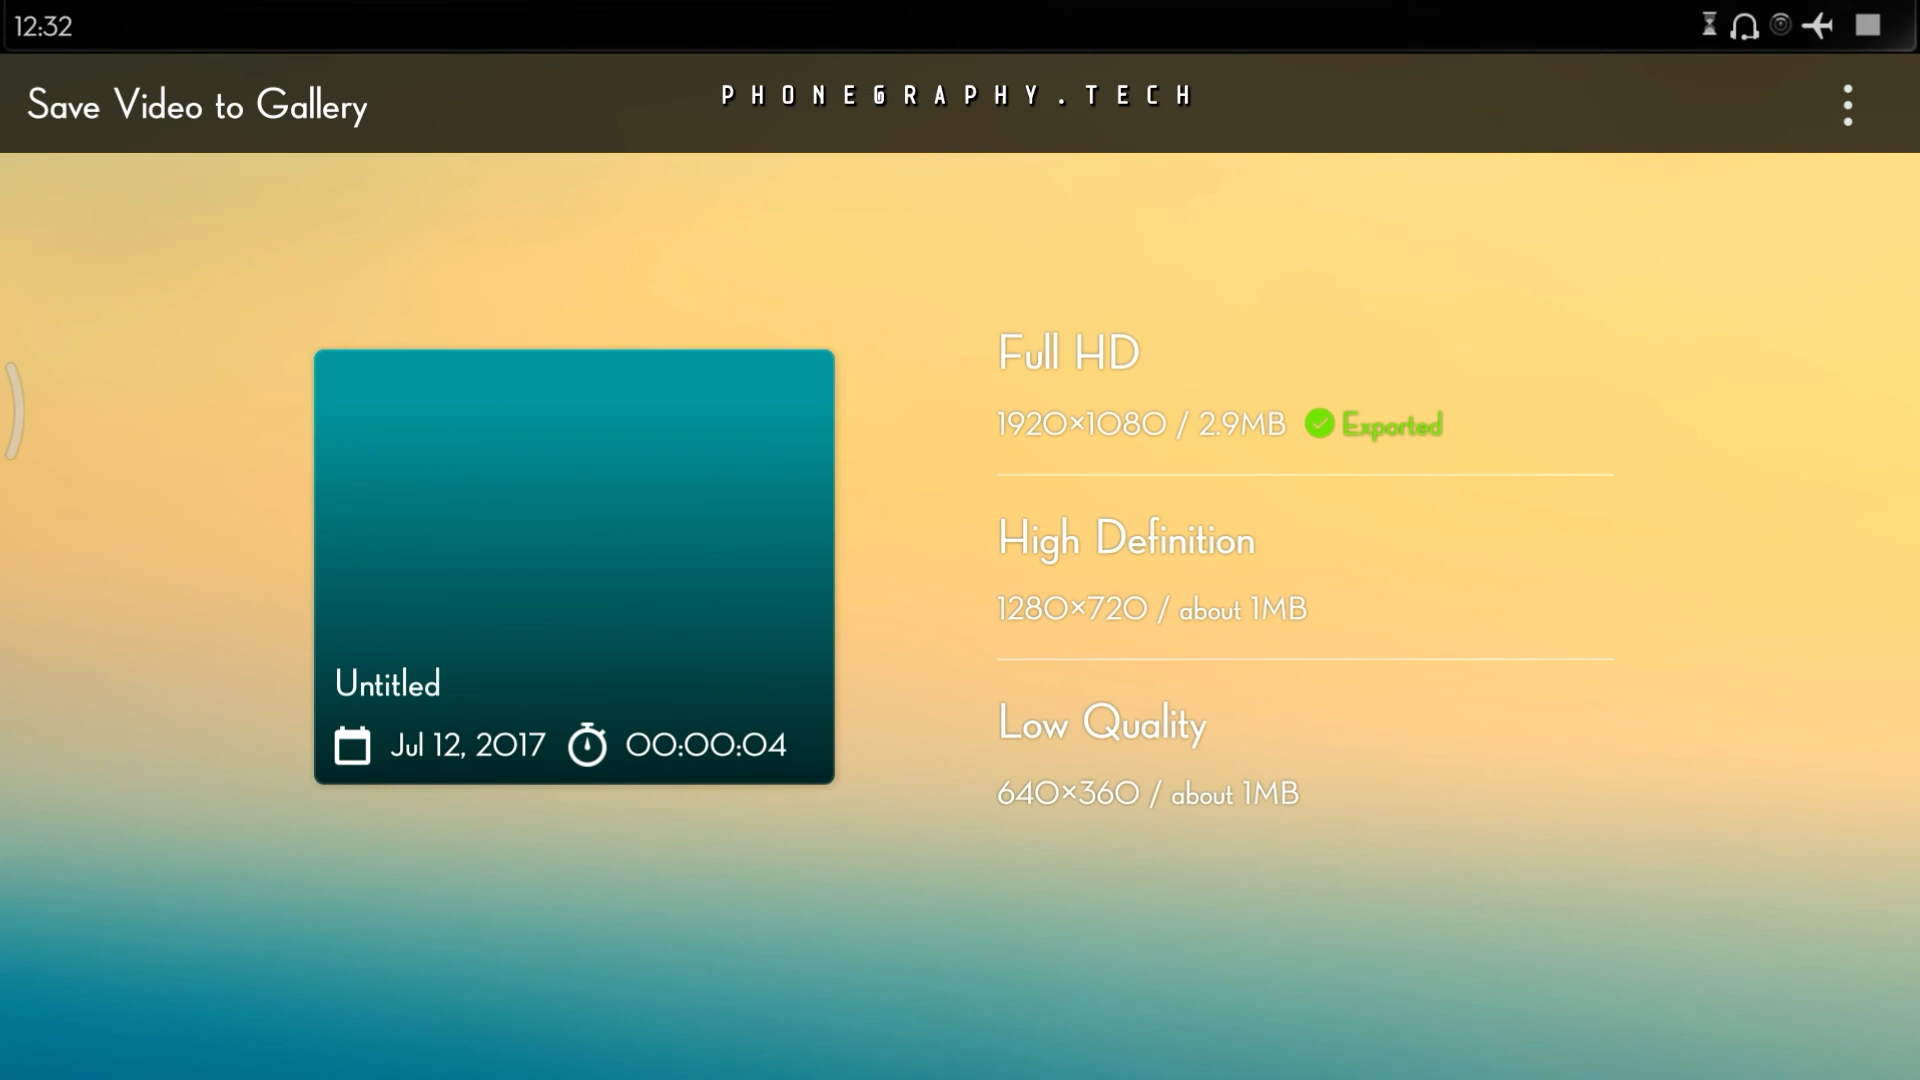 12:32
Save Video to Gallery
PHONEGRAPHY.TECH
Full HD
1920×1080 / 2.9MB Exported
High Definition
1280×720 / about 1MB
Low Quality
640×360 / about 1MB
Untitled
Jul 12, 2017 00:00:04